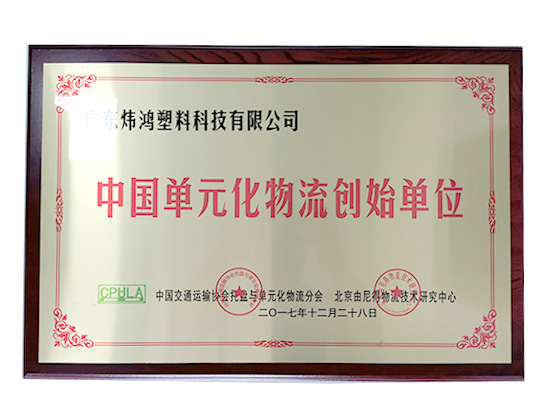 广东炜鸿塑料科技有限公司
中国单元化物流创始单位
CPULA 中国交通运输协会托盘与单元化物流分会 北京由尼得物流技术研究中心
二〇一七年十二月二十八日